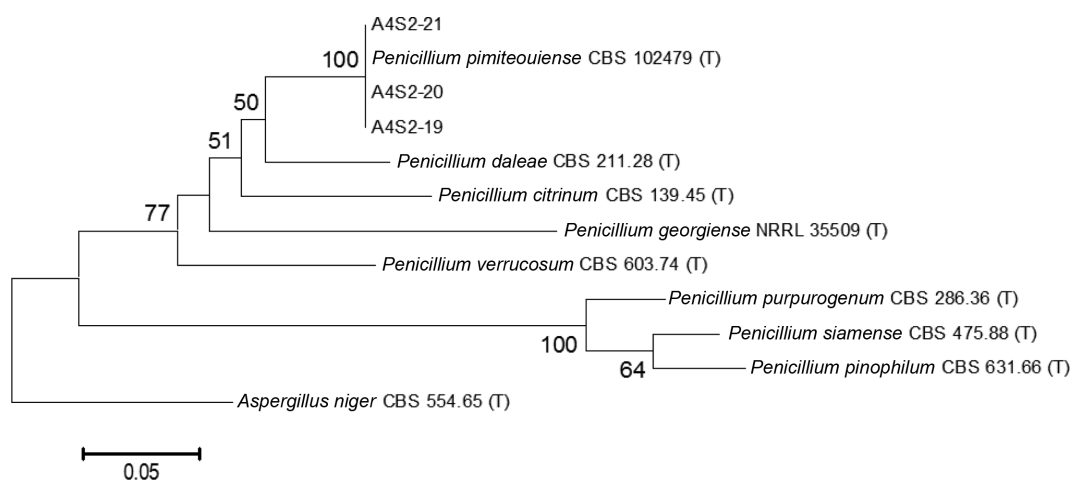 A4S2-21
100
Penicillium pimiteouiense CBS 102479 (T)
A4S2-20
50
A4S2-19
51
Penicillium daleae CBS 211.28 (T)
Penicillium citrinum CBS 139.45 (T)
77
Penicillium georgiense NRRL 35509 (T)
Penicillium verrucosum CBS 603.74 (T)
Penicillium purpurogenum CBS 286.36 (T)
Penicillium siamense CBS 475.88 (T)
100
64
Penicillium pinophilum CBS 631.66 (T)
Aspergillus niger CBS 554.65 (T)
0.05